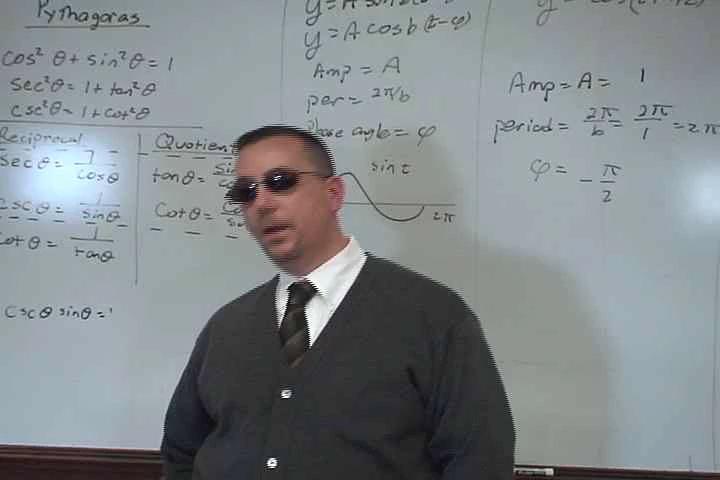 Pythagoras
cos²θ + sin²θ = 1
sec²θ = 1 + tan²θ
csc²θ = 1 + cot²θ
Reciprocal
secθ = 1/cosθ
cscθ = 1/sinθ
cotθ = 1/tanθ
cscθ sinθ = 1
Quotien
tanθ =
cotθ =
y = A cos b(t-φ)
Amp = A
per = 2π/b
Phase angle = φ
sin t
2π
Amp = A = 1
period = 2π/b = 2π/1 = 2π
φ = -π/2